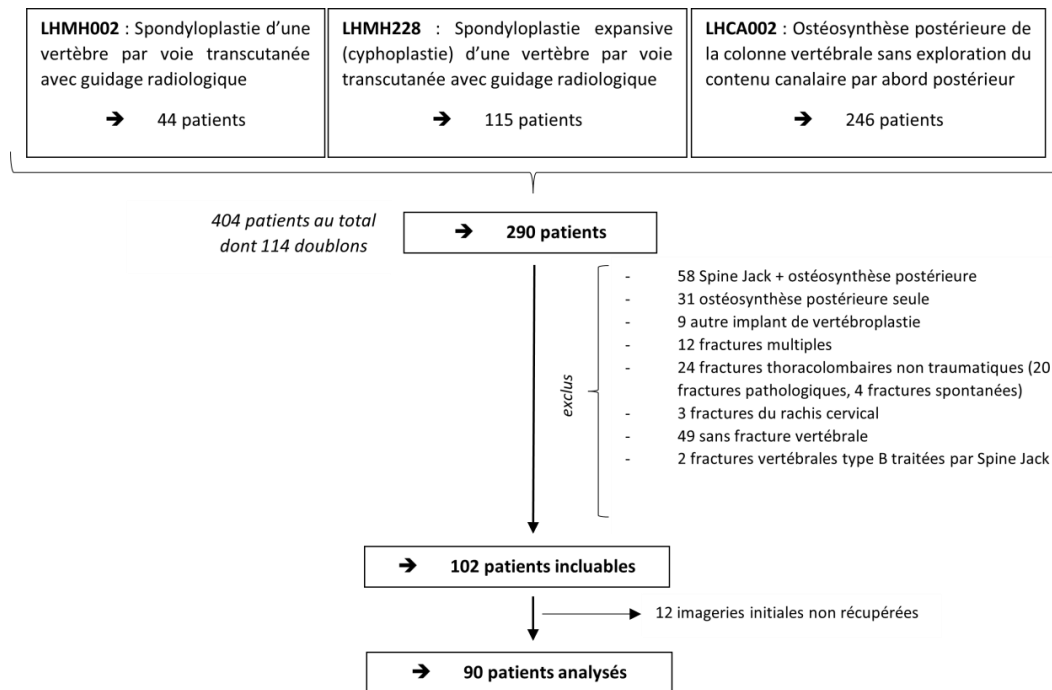 LHMH002 : Spondyloplastie d'une
vertèbre par voie transcutanée
avec guidage radiologique
➔ 44 patients
LHMH228 : Spondyloplastie expansive
(cyphoplastie) d'une vertèbre par voie
transcutanée avec guidage radiologique
➔ 115 patients
LHCA002 : Ostéosynthèse postérieure de
la colonne vertébrale sans exploration du
contenu canalaire par abord postérieur
➔ 246 patients
404 patients au total
dont 114 doublons
➔ 290 patients
exclus
- 58 Spine Jack + ostéosynthèse postérieure
- 31 ostéosynthèse postérieure seule
- 9 autre implant de vertébroplastie
- 12 fractures multiples
- 24 fractures thoracolombaires non traumatiques (20
fractures pathologiques, 4 fractures spontanées)
- 3 fractures du rachis cervical
- 49 sans fracture vertébrale
- 2 fractures vertébrales type B traitées par Spine Jack
➔ 102 patients incluables
12 imageries initiales non récupérées
➔ 90 patients analysés